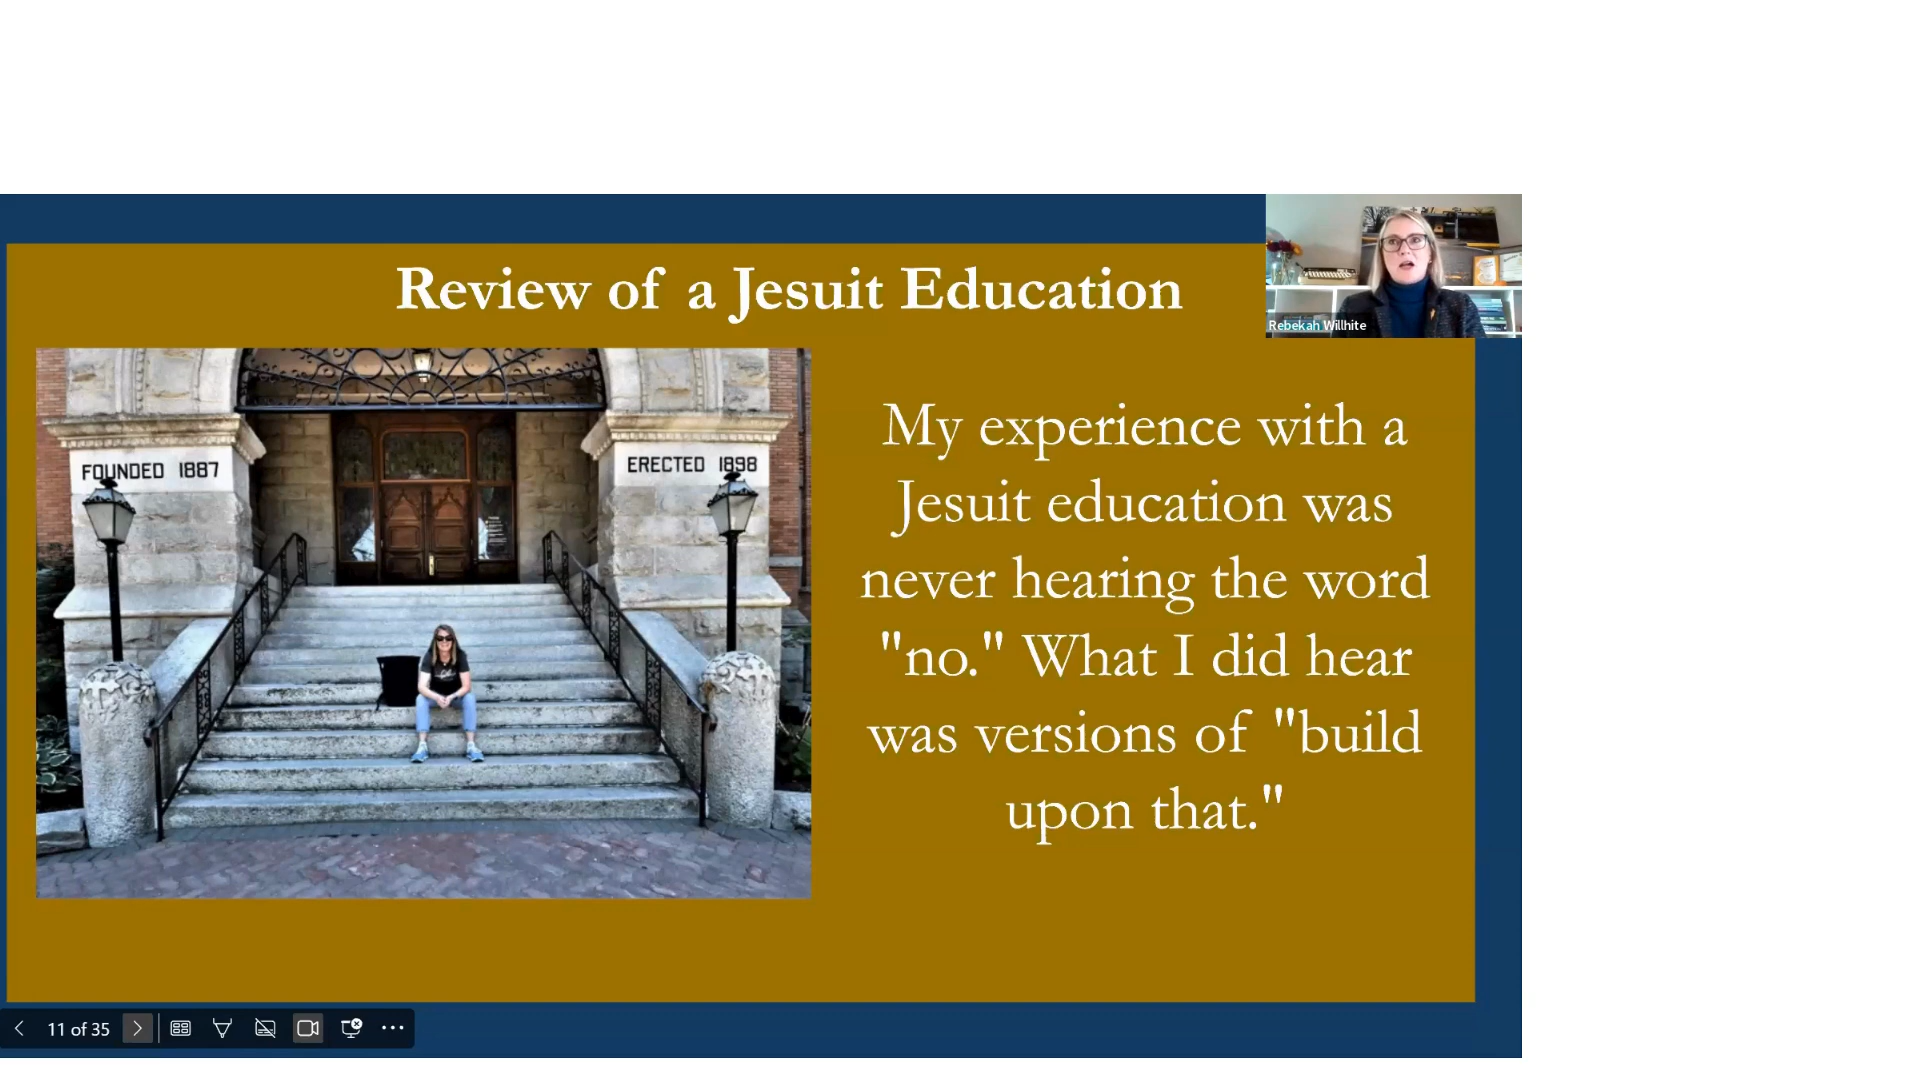 Review of a Jesuit Education
Rebekah Willhite
FOUNDED 1887
ERECTED 1898
My experience with a
Jesuit education was
never hearing the word
"no." What I did hear
was versions of "build
upon that."
11 of 35